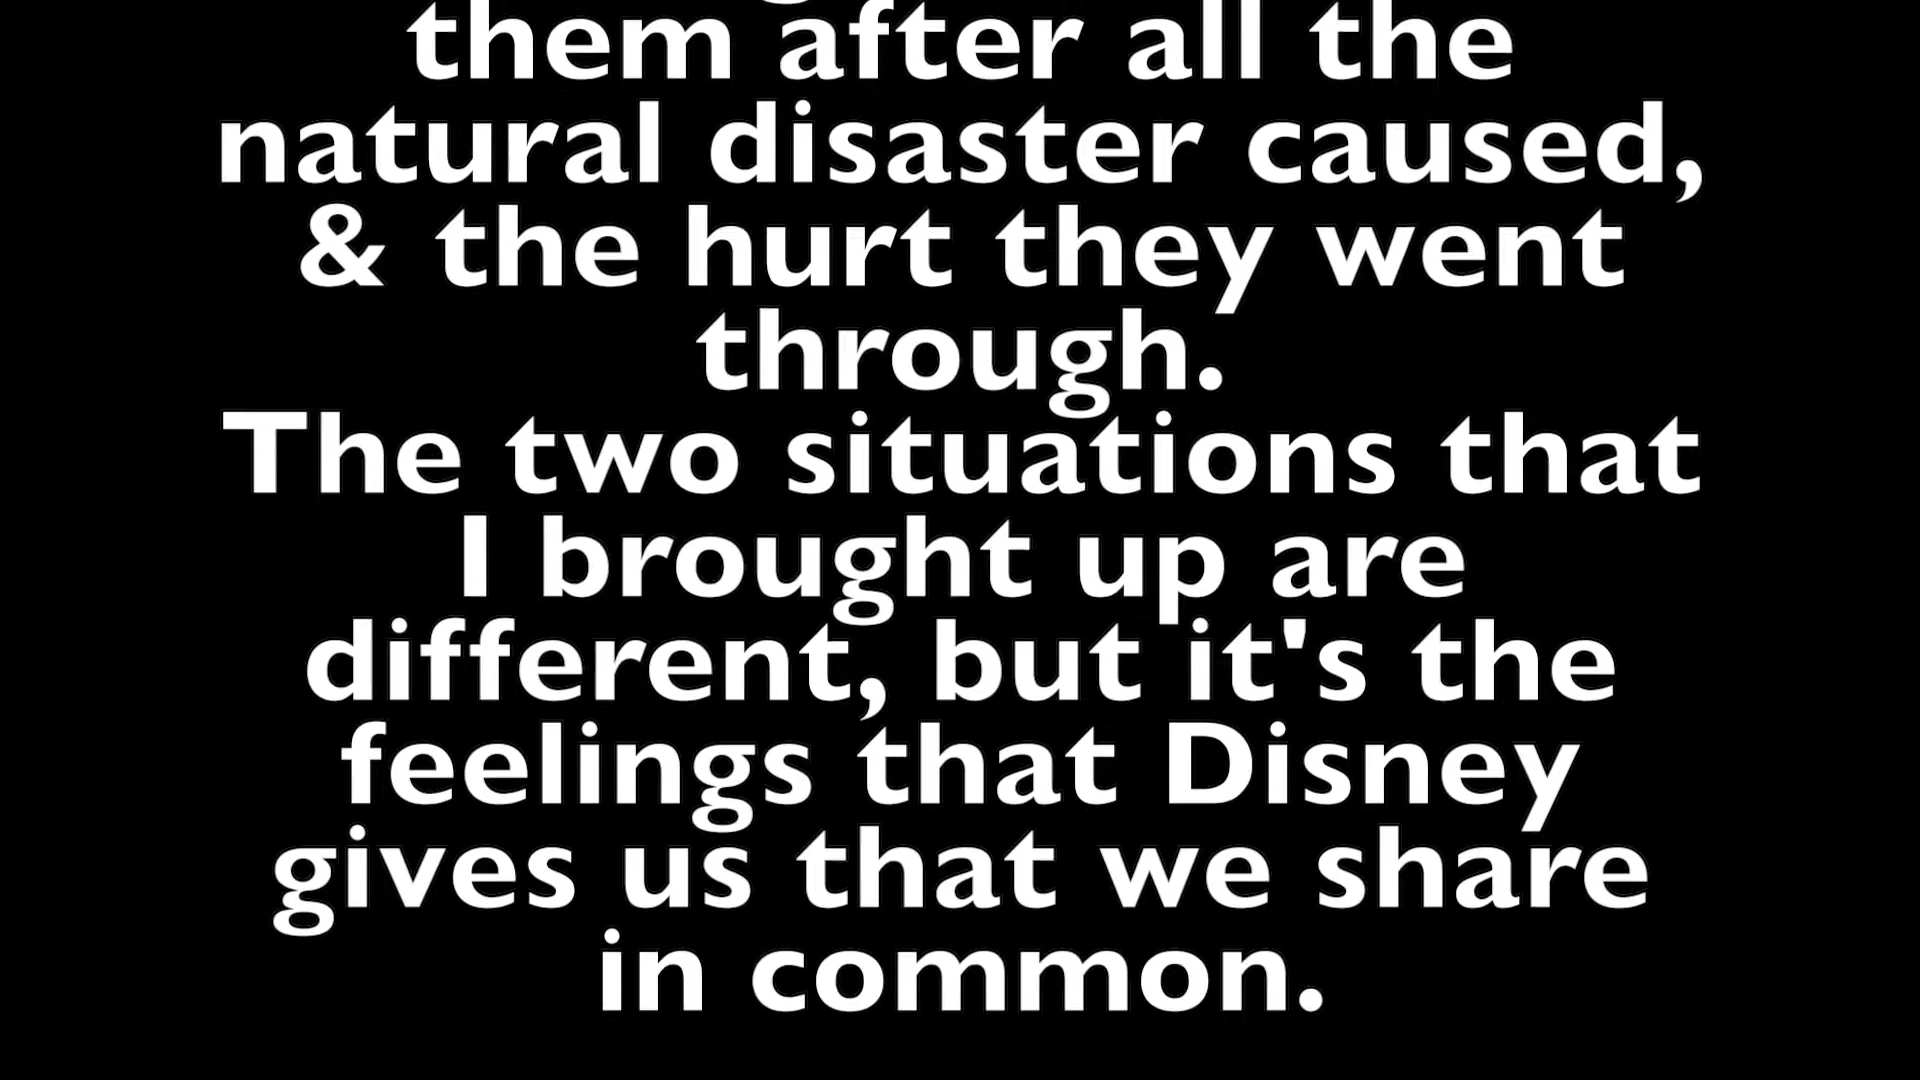 them after all the
natural disaster caused,
& the hurt they went
through.
The two situations that
I brought up are
different, but it's the
feelings that Disney
gives us that we share
in common.